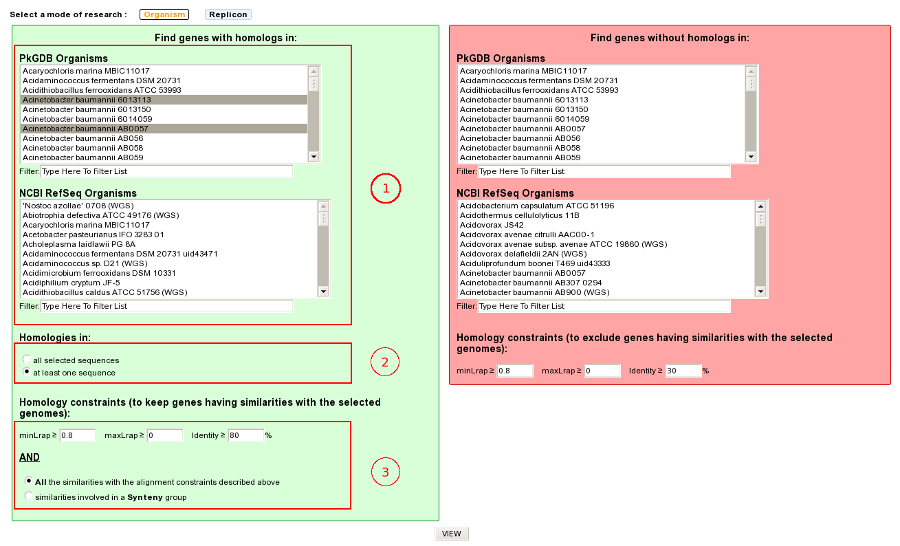 Select a mode of research : Organism Replicon
Find genes with homologs in:
PkGDB Organisms
Acaryochloris marina MBIC11017
Acidaminococcus fermentans DSM 20731
Acidithiobacillus ferrooxidans ATCC 53993
Acinetobacter baumannii 6013113
Acinetobacter baumannii 6013150
Acinetobacter baumannii 6014059
Acinetobacter baumannii AB0057
Acinetobacter baumannii AB056
Acinetobacter baumannii AB058
Acinetobacter baumannii AB059
Filter: Type Here To Filter List
NCBI RefSeq Organisms
'Nostoc azollae' 0708 (WGS)
Abiotrophia defectiva ATCC 49176 (WGS)
Acaryochloris marina MBIC11017
Acetobacter pasteurianus IFO 3283 01
Acholeplasma laidlawii PG 8A
Acidaminococcus fermentans DSM 20731 uid43471
Acidaminococcus sp. D21 (WGS)
Acidimicrobium ferrooxidans DSM 10331
Acidiphilium cryptum JF-5
Acidithiobacillus caldus ATCC 51756 (WGS)
Filter: Type Here To Filter List
1
Homologies in:
all selected sequences
at least one sequence
2
Homology constraints (to keep genes having similarities with the selected
genomes):
minLrap ≥ 0.8 maxLrap ≥ 0 Identity ≥ 80 %
AND
All the similarities with the alignment constraints described above
similarities involved in a Synteny group
3
Find genes without homologs in:
PkGDB Organisms
Acaryochloris marina MBIC11017
Acidaminococcus fermentans DSM 20731
Acidithiobacillus ferrooxidans ATCC 53993
Acinetobacter baumannii 6013113
Acinetobacter baumannii 6013150
Acinetobacter baumannii 6014059
Acinetobacter baumannii AB0057
Acinetobacter baumannii AB056
Acinetobacter baumannii AB058
Acinetobacter baumannii AB059
Filter: Type Here To Filter List
NCBI RefSeq Organisms
Acidobacterium capsulatum ATCC 51196
Acidothermus cellulolyticus 11B
Acidovorax JS42
Acidovorax avenae citrulli AAC00-1
Acidovorax avenae subsp. avenae ATCC 19860 (WGS)
Acidovorax delafieldii 2AN (WGS)
Aciduliprofundum boonei T469 uid43333
Acinetobacter baumannii AB0057
Acinetobacter baumannii AB307 0294
Acinetobacter baumannii AB900 (WGS)
Filter: Type Here To Filter List
Homology constraints (to exclude genes having similarities with the selected
genomes):
minLrap ≥ 0.8 maxLrap ≥ 0 Identity ≥ 30 %
VIEW